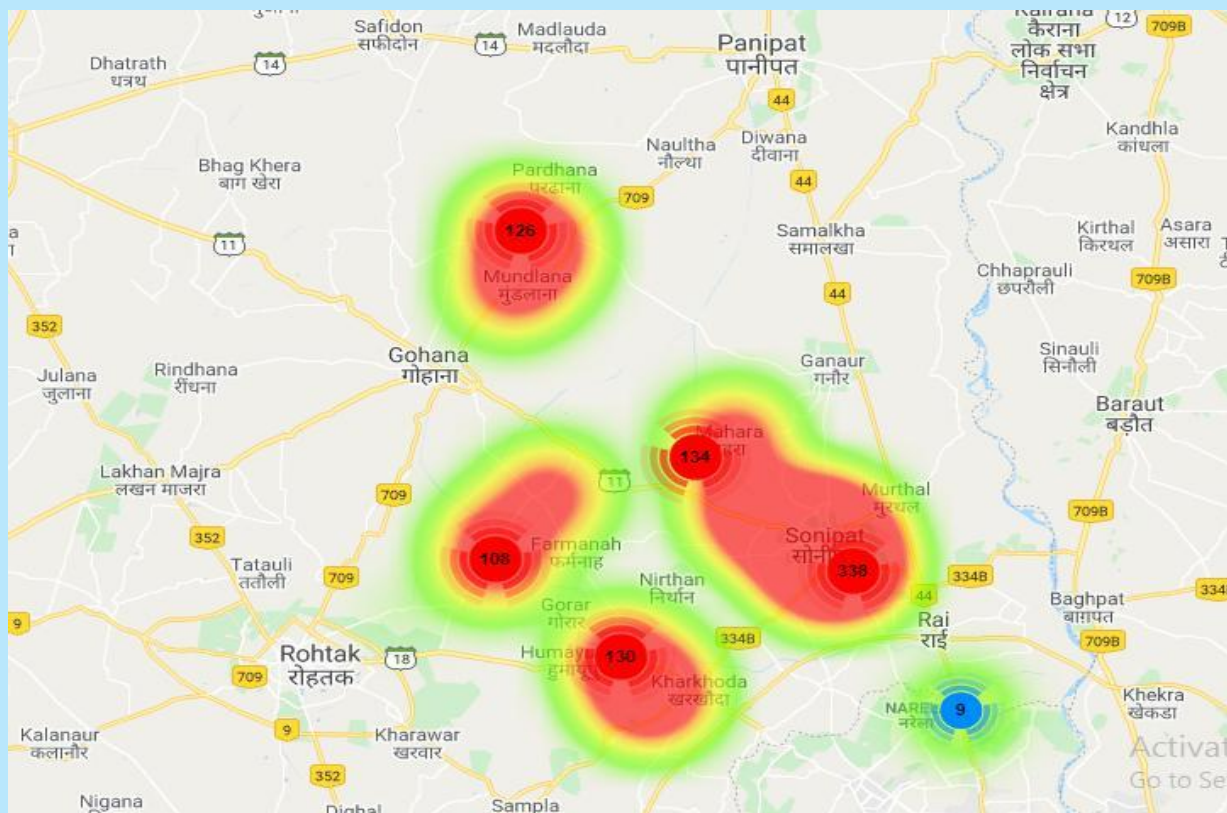 Safidon
सफीदोन
Madlauda
मदलौदा
14
Panipat
पानीपत
12
कैराना
लोक सभा
निर्वाचन
क्षेत्र
709B
Dhatrath
धत्रथ
14
44
Kandhla
कांधला
Bhag Khera
बाग खेरा
Naultha
नौल्था
Diwana
दीवाना
Pardhana
परढाना
709
44
11
126
Samalkha
समालखा
Kirthal
किरथल
Asara
असारा
Mundlana
मुंडलाना
Chhaprauli
छपरौली
709B
44
352
Gohana
गोहाना
Julana
जुलाना
Rindhana
रींधना
Ganaur
गनौर
Sinauli
सिनौली
Baraut
बड़ौत
Mahara
134
Lakhan Majra
लखन माजरा
709
11
Murthal
मुरथल
709B
352
Sonipat
338
108
Farmanah
फर्मनाह
Tatauli
ततौली
709
Nirthan
निर्थान
334B
44
Baghpat
बाग़पत
334
9
Gorar
गोरार
Rai
राई
334B
709B
Rohtak
रोहतक
18
130
Kharkhoda
खरखौदा
709
Khekra
खेकडा
नरेला
9
Kalanaur
कलानौर
9
Kharawar
खरवार
352
Activat
Go to Se
Nigana
Sampla